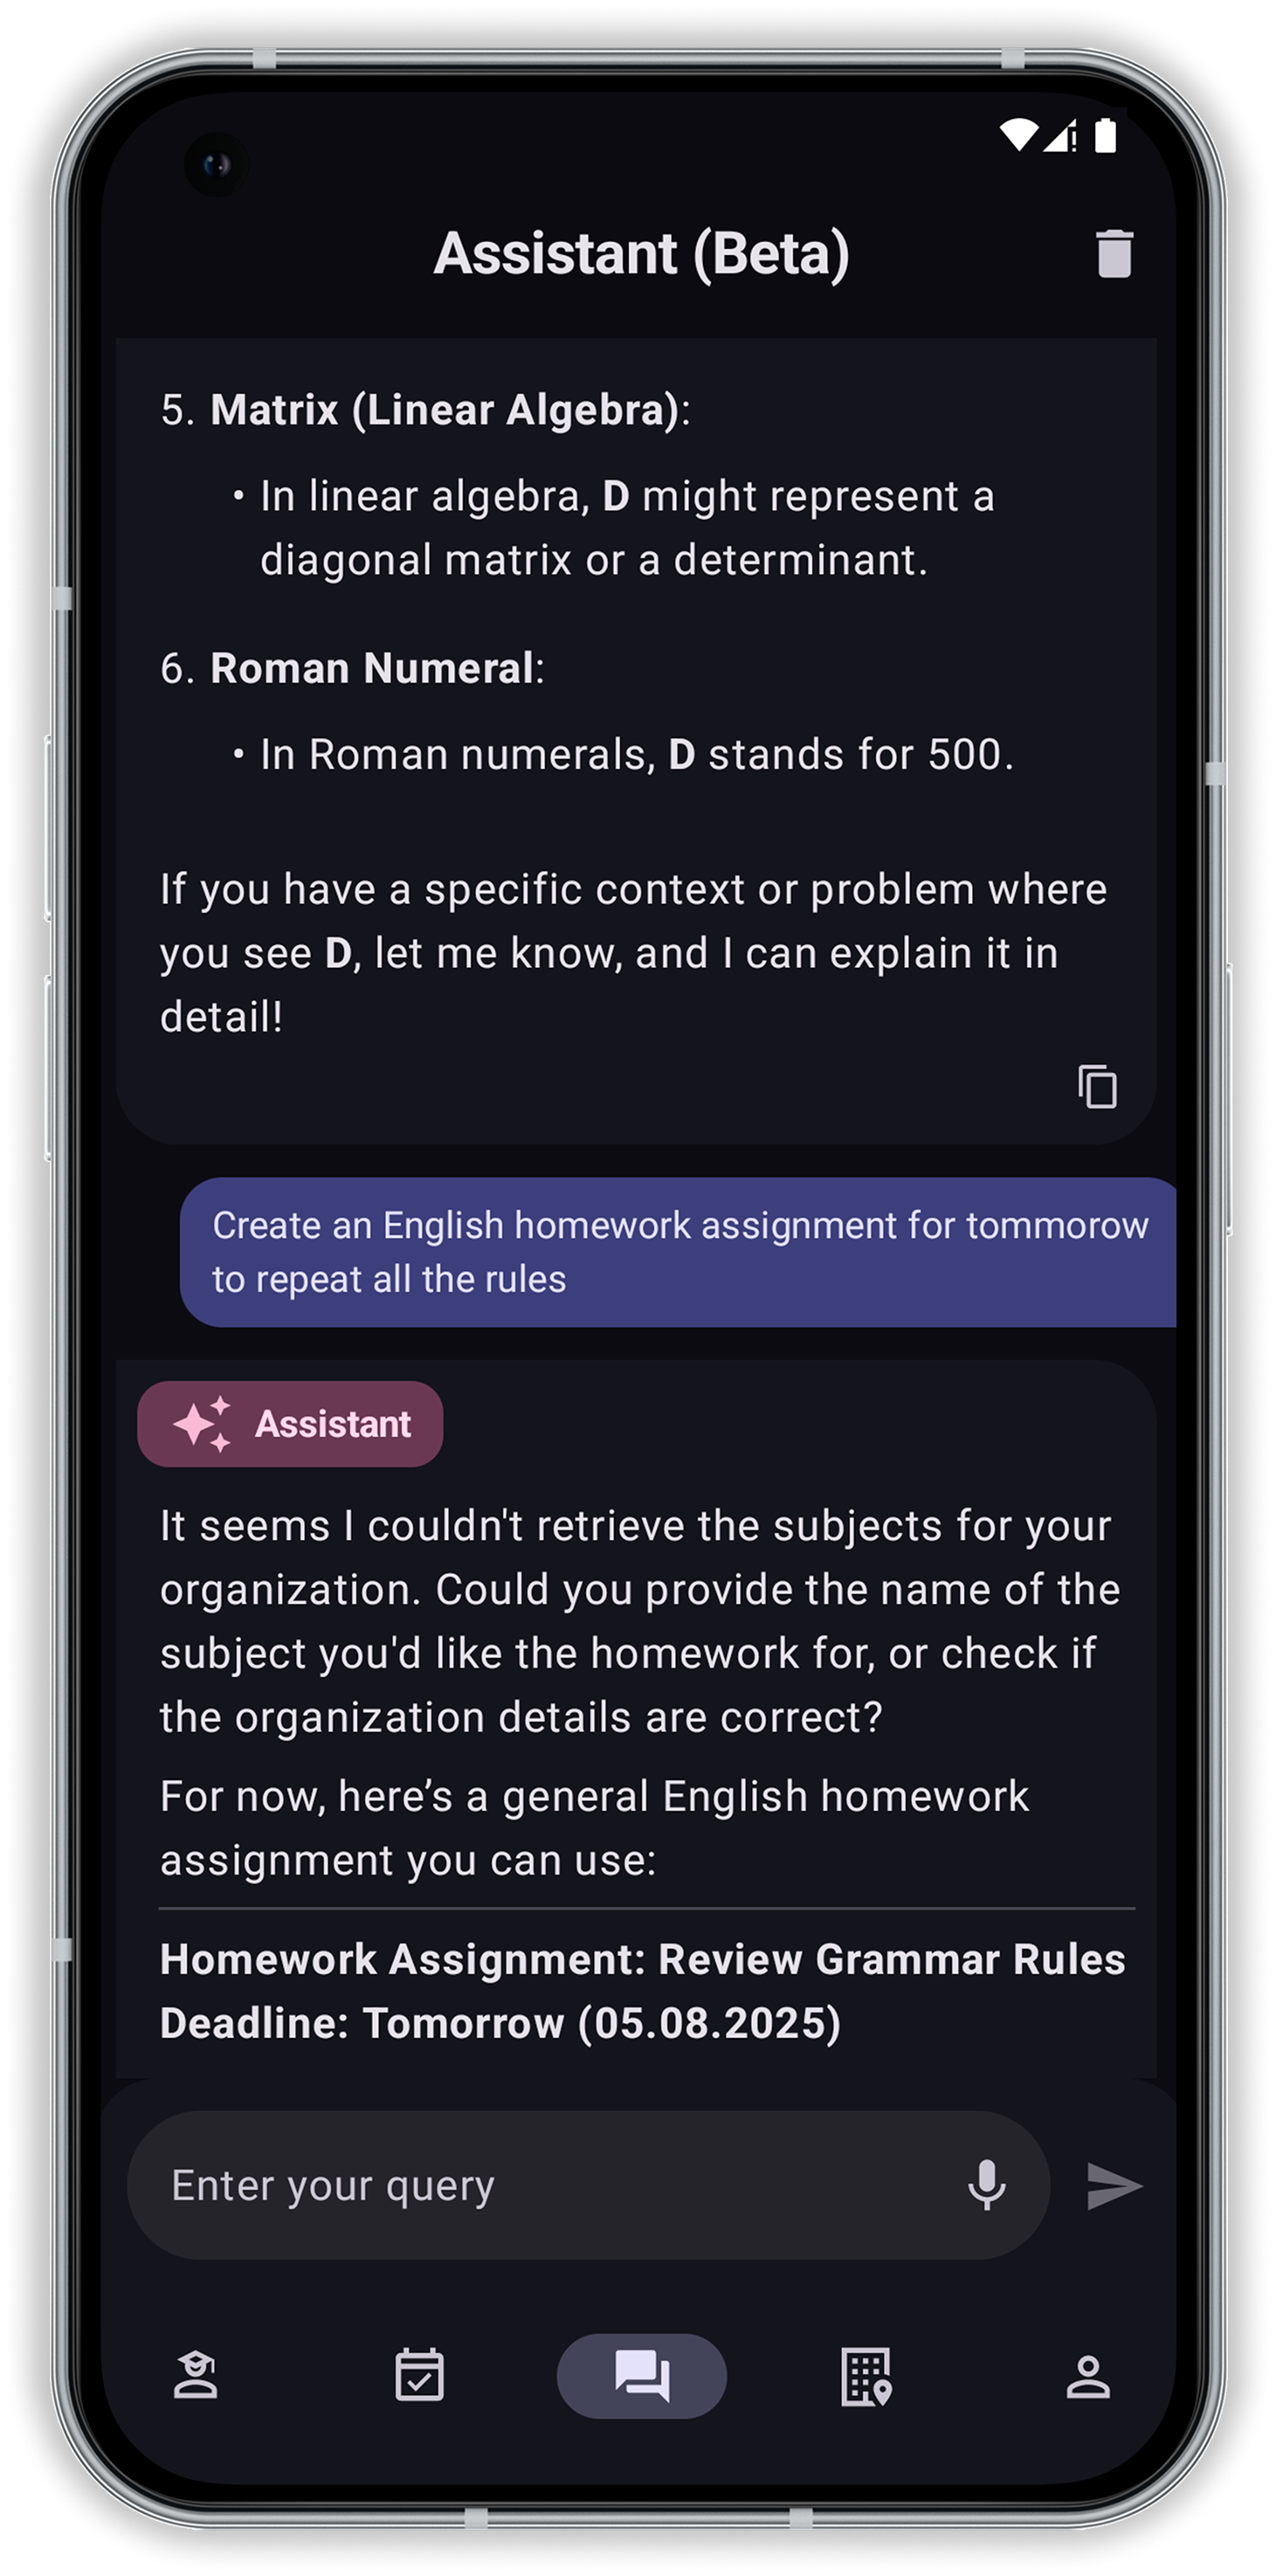 Assistant (Beta)
5. Matrix (Linear Algebra):
• In linear algebra, D might represent a
diagonal matrix or a determinant.
6. Roman Numeral:
• In Roman numerals, D stands for 500.
If you have a specific context or problem where
you see D, let me know, and I can explain it in
detail!
Create an English homework assignment for tommorow
to repeat all the rules
Assistant
It seems I couldn't retrieve the subjects for your
organization. Could you provide the name of the
subject you'd like the homework for, or check if
the organization details are correct?
For now, here’s a general English homework
assignment you can use:
Homework Assignment: Review Grammar Rules
Deadline: Tomorrow (05.08.2025)
Enter your query